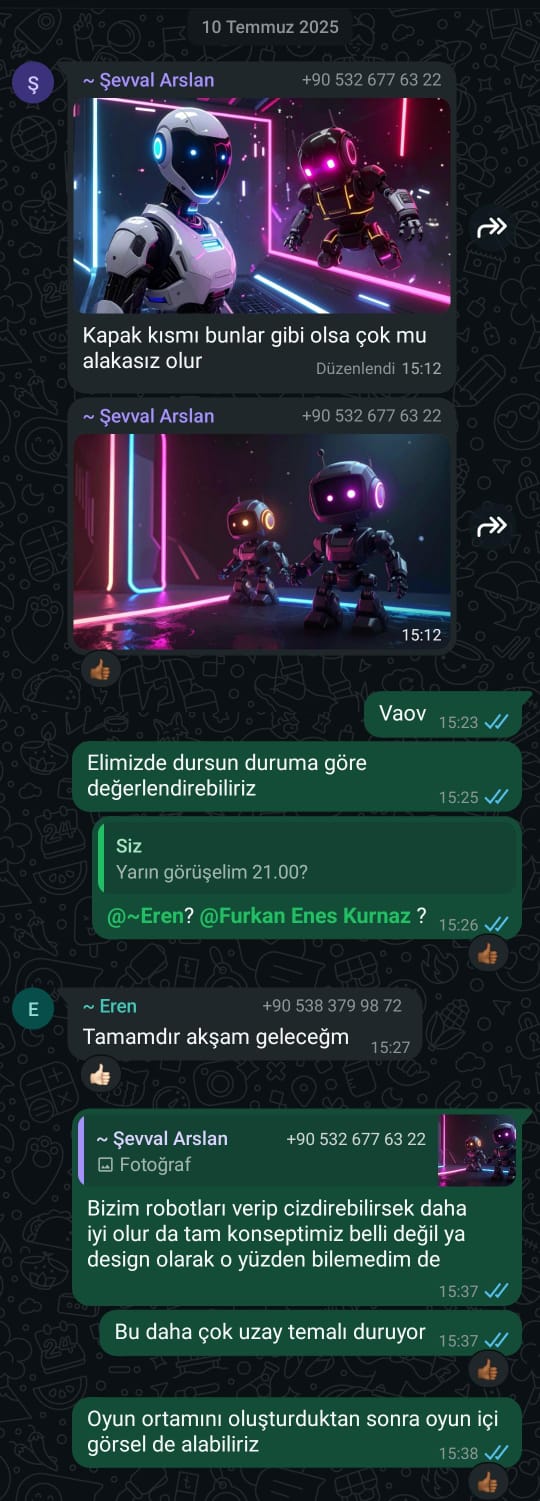 10 Temmuz 2025
Ş
~ Şevval Arslan +90 532 677 63 22
Kapak kısmı bunlar gibi olsa çok mu
alakasız olur
Düzenlendi 15:12
~ Şevval Arslan +90 532 677 63 22
15:12
Vaov 15:23
Elimizde dursun duruma göre
değerlendirebiliriz
15:25
Siz
Yarın görüşelim 21.00?
@~Eren? @Furkan Enes Kurnaz ?
15:26
E
~ Eren +90 538 379 98 72
Tamamdır akşam geleceğm
15:27
~ Şevval Arslan +90 532 677 63 22
Fotoğraf
Bizim robotları verip cizdirebilirsek daha
iyi olur da tam konseptimiz belli değil ya
design olarak o yüzden bilemedim de
15:37
Bu daha çok uzay temalı duruyor 15:37
Oyun ortamını oluşturduktan sonra oyun içi
görsel de alabiliriz
15:38